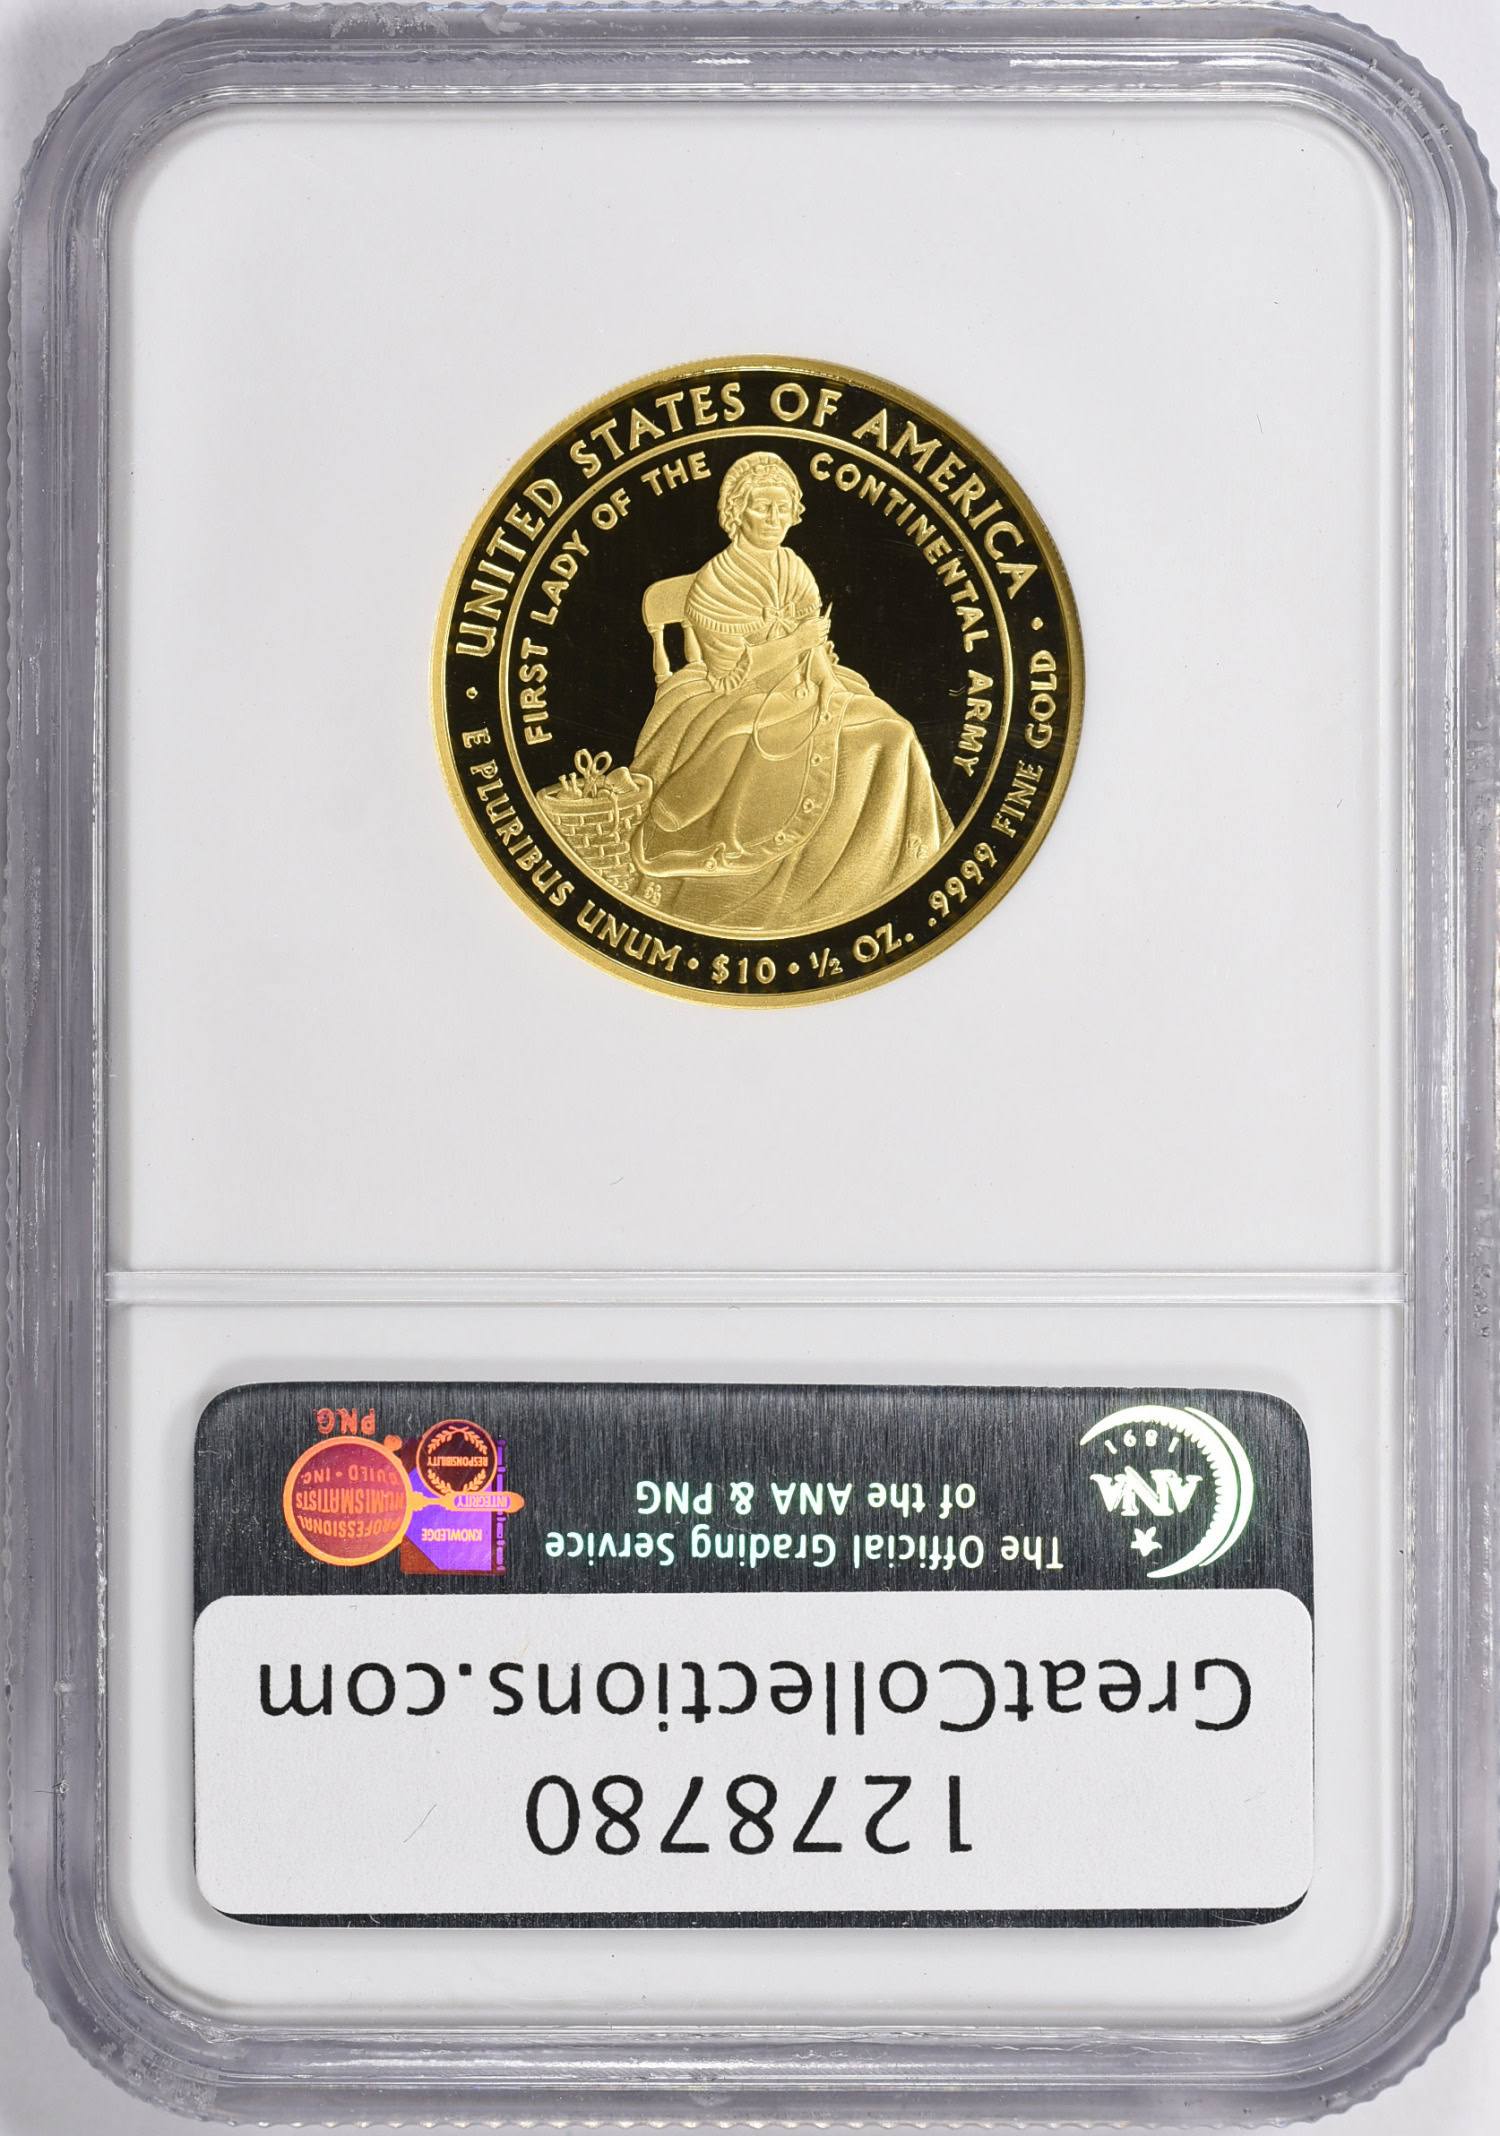 UNITED STATES OF AMERICA
FIRST LADY OF THE CONTINENTAL ARMY
E PLURIBUS UNUM • $10 • ½ OZ. .9999 FINE GOLD
PNG
PROFESSIONAL
NUMISMATISTS
GUILD • INC.
KNOWLEDGE
INTEGRITY
RESPONSIBILITY
The Official Grading Service
of the ANA & PNG
ANA
1891
GreatCollections.com
1278780